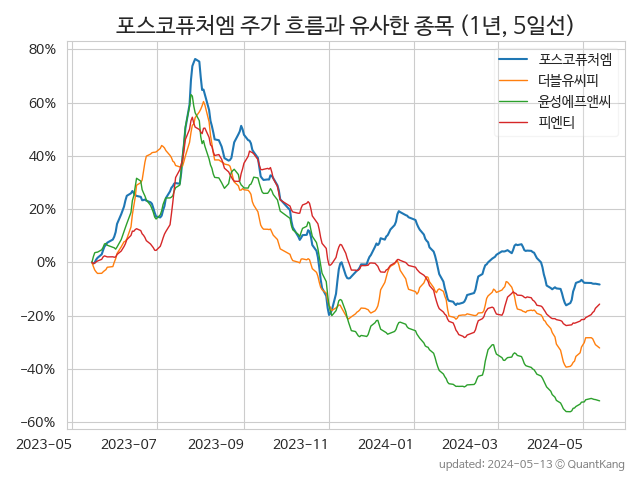 포스코퓨처엠 주가 흐름과 유사한 종목 (1년, 5일선)
80%
60%
40%
20%
0%
−20%
−40%
−60%
포스코퓨처엠
더블유씨피
윤성에프앤씨
피엔티
2023-05
2023-07
2023-09
2023-11
2024-01
2024-03
2024-05
updated: 2024-05-13 ⓒ QuantKang